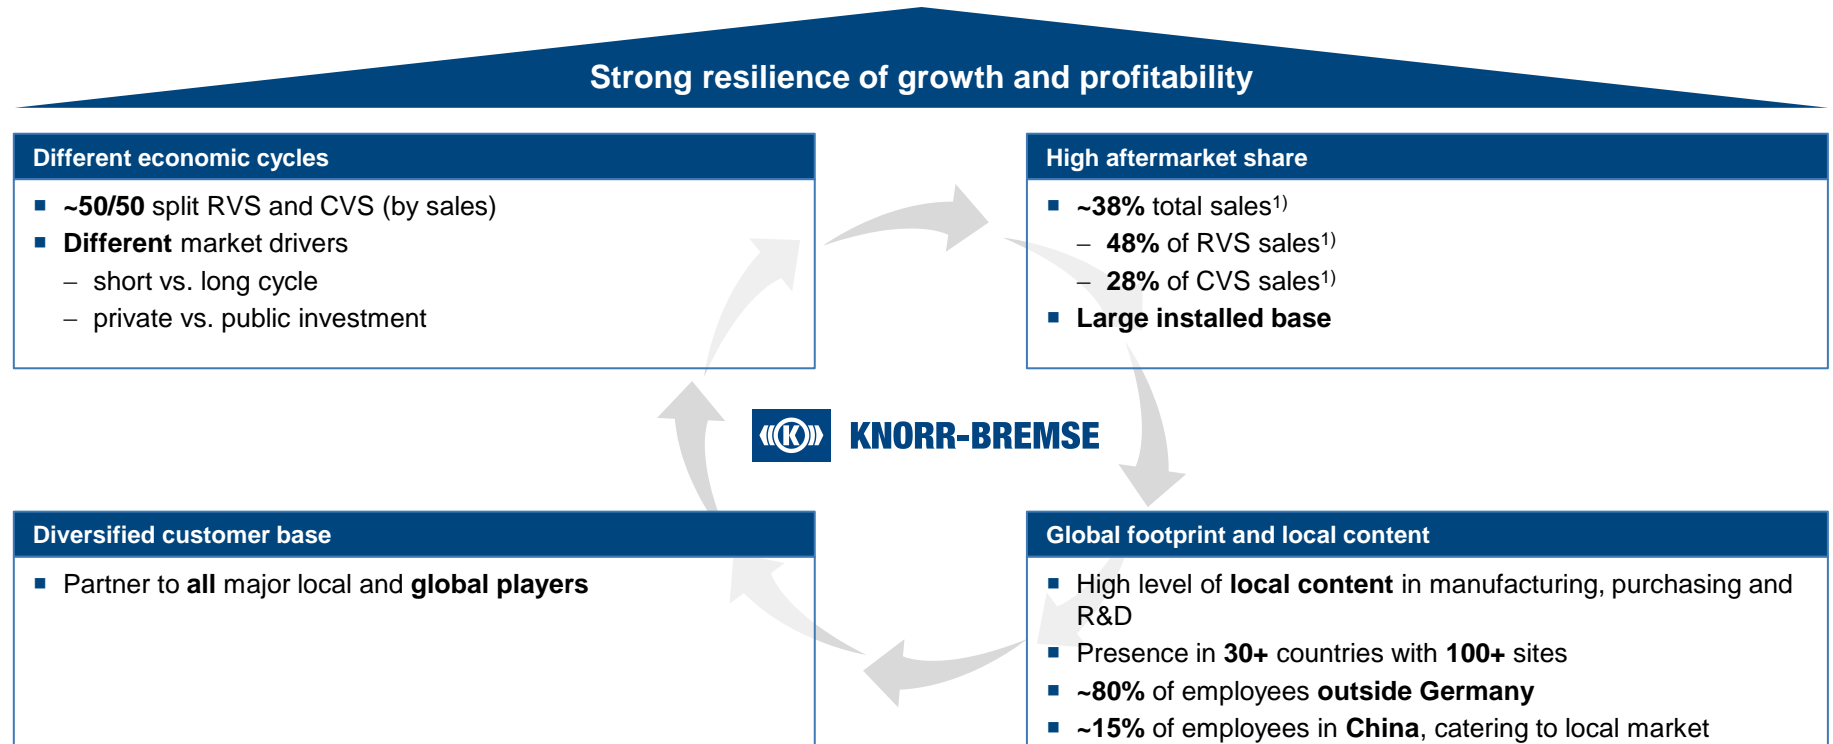 Strong resilience of growth and profitability
Different economic cycles
▪ ~50/50 split RVS and CVS (by sales)
▪ Different market drivers
– short vs. long cycle
– private vs. public investment
High aftermarket share
▪ ~38% total sales1)
– 48% of RVS sales1)
– 28% of CVS sales1)
▪ Large installed base
K KNORR-BREMSE
Diversified customer base
▪ Partner to all major local and global players
Global footprint and local content
▪ High level of local content in manufacturing, purchasing and
R&D
▪ Presence in 30+ countries with 100+ sites
▪ ~80% of employees outside Germany
▪ ~15% of employees in China, catering to local market